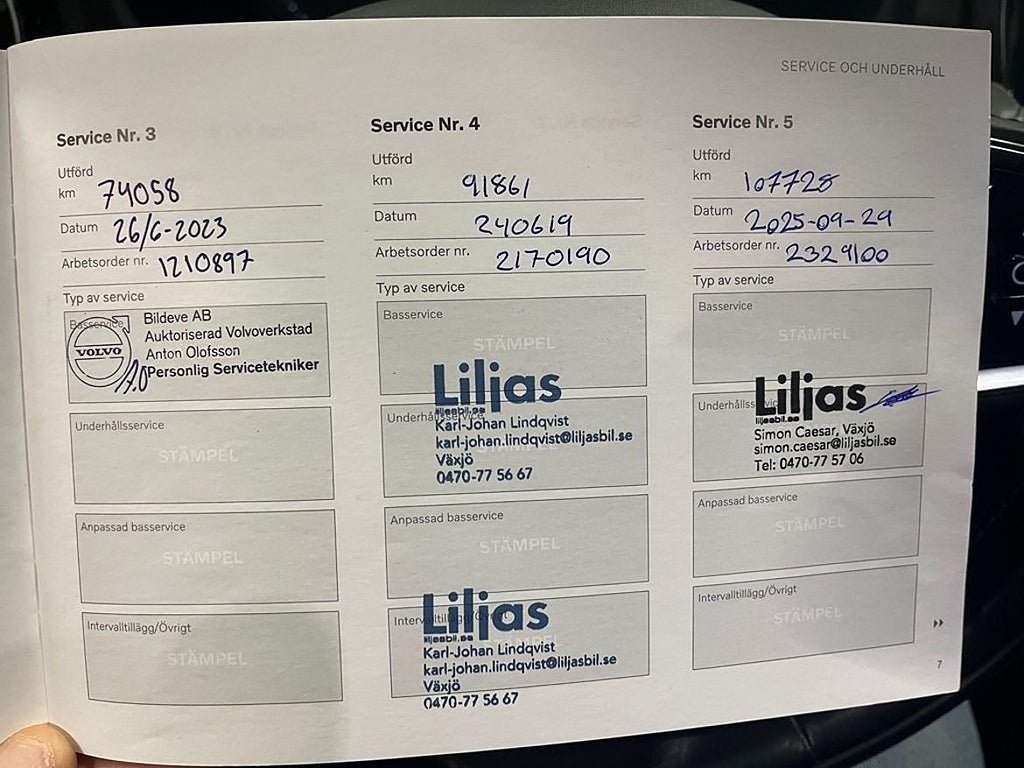 SERVICE OCH UNDERHÅLL
Service Nr. 3
Utförd
km 74058
Datum 26/6-2023
Arbetsorder nr. 1210897
Typ av service
Basservice
VOLVO
Bildeve AB
Auktoriserad Volvoverkstad
Anton Olofsson
Personlig Servicetekniker
A.O
Underhållsservice
STÄMPEL
Anpassad basservice
STÄMPEL
Intervalltillägg/Övrigt
STÄMPEL
Service Nr. 4
Utförd
km 91861
Datum 240619
Arbetsorder nr. 2170190
Typ av service
Basservice
STÄMPEL
Underhållsservice
Liljas
liljasbil.se
Karl-Johan Lindqvist
karl-johan.lindqvist@liljasbil.se
Växjö
0470-77 56 67
Anpassad basservice
STÄMPEL
Intervalltillägg/Övrigt
STÄMPEL
Liljas
liljasbil.se
Karl-Johan Lindqvist
karl-johan.lindqvist@liljasbil.se
Växjö
0470-77 56 67
Service Nr. 5
Utförd
km 107728
Datum 2025-09-29
Arbetsorder nr. 2329100
Typ av service
Basservice
STÄMPEL
Underhållsservice
Liljas
liljasbil.se
Simon Caesar, Växjö
simon.caesar@liljasbil.se
Tel: 0470-77 57 06
Anpassad basservice
STÄMPEL
Intervalltillägg/Övrigt
STÄMPEL
7